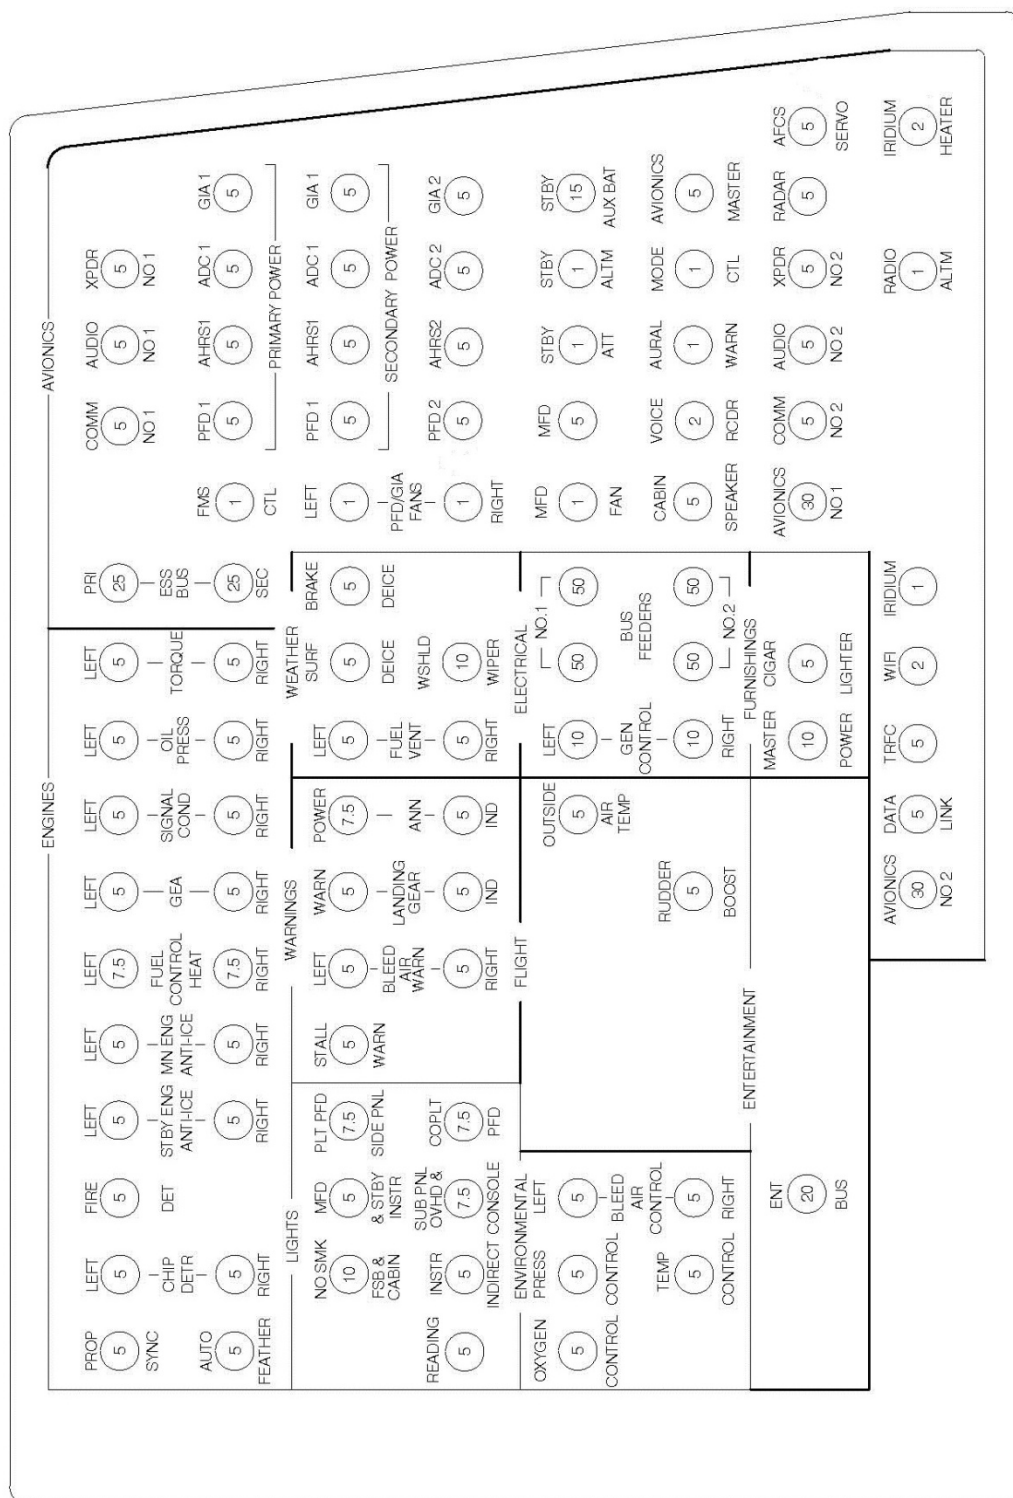 ENGINES
PROP
5
SYNC
LEFT
5
CHIP
DETR
5
RIGHT
AUTO
5
FEATHER
FIRE
5
DET
LEFT
5
STBY ENG
ANTI-ICE
5
RIGHT
LEFT
5
MN ENG
ANTI-ICE
5
RIGHT
LEFT
7.5
FUEL
CONTROL
HEAT
7.5
RIGHT
LEFT
5
GEA
5
RIGHT
LEFT
5
SIGNAL
COND
5
RIGHT
LEFT
5
OIL
PRESS
5
RIGHT
LEFT
5
TORQUE
5
RIGHT
AVIONICS
PRI
25
ESS
BUS
25
SEC
COMM
5
NO 1
AUDIO
5
NO 1
XPDR
5
NO 1
FMS
1
CTL
PFD 1
5
AHRS1
5
ADC 1
5
GIA 1
5
PRIMARY POWER
LEFT
1
PFD/GIA
FANS
1
RIGHT
PFD 1
5
AHRS1
5
ADC 1
5
GIA 1
5
SECONDARY POWER
PFD 2
5
AHRS2
5
ADC 2
5
GIA 2
5
MFD
1
FAN
MFD
5
STBY
1
ATT
STBY
1
ALTM
STBY
15
AUX BAT
CABIN
5
SPEAKER
VOICE
2
RCDR
AURAL
1
WARN
MODE
1
CTL
AVIONICS
5
MASTER
AVIONICS
30
NO 1
COMM
5
NO 2
AUDIO
5
NO 2
XPDR
5
NO 2
RADAR
5
AFCS
5
SERVO
AVIONICS
30
NO 2
DATA
5
LINK
TRFC
5
WIFI
2
IRIDIUM
1
RADIO
1
ALTM
IRIDIUM
2
HEATER
LIGHTS
NO SMK
10
FSB &
CABIN
MFD
5
& STBY
INSTR
PLT PFD
7.5
SIDE PNL
READING
5
INSTR
5
INDIRECT
SUB PNL
OVHD &
7.5
CONSOLE
COPLT
7.5
PFD
WARNINGS
STALL
5
WARN
LEFT
5
BLEED
AIR
WARN
5
RIGHT
WARN
5
LANDING
GEAR
5
IND
POWER
7.5
ANN
5
IND
WEATHER
LEFT
5
FUEL
VENT
5
RIGHT
SURF
5
DEICE
BRAKE
5
DEICE
WSHLD
10
WIPER
ENVIRONMENTAL
OXYGEN
5
CONTROL
PRESS
5
CONTROL
LEFT
5
BLEED
AIR
CONTROL
5
RIGHT
TEMP
5
CONTROL
FLIGHT
OUTSIDE
5
AIR
TEMP
RUDDER
5
BOOST
ELECTRICAL
LEFT
10
GEN
CONTROL
10
RIGHT
NO.1
50
50
BUS
FEEDERS
50
50
NO.2
ENTERTAINMENT
ENT
20
BUS
FURNISHINGS
MASTER
10
POWER
CIGAR
5
LIGHTER